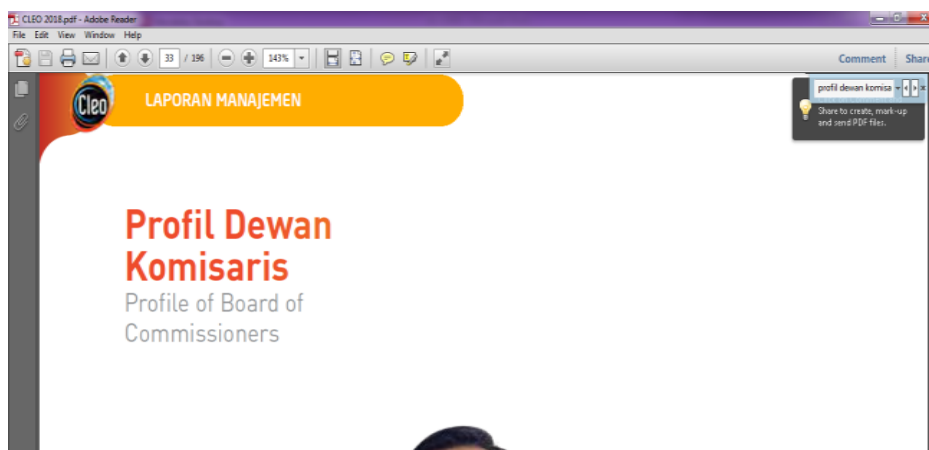 CLEO 2018.pdf - Adobe Reader
File Edit View Window Help
33 / 196
143%
Comment Share
Cleo
LAPORAN MANAJEMEN
profil dewan komisa
Share to create, mark-up
and send PDF files.
Profil Dewan
Komisaris
Profile of Board of
Commissioners